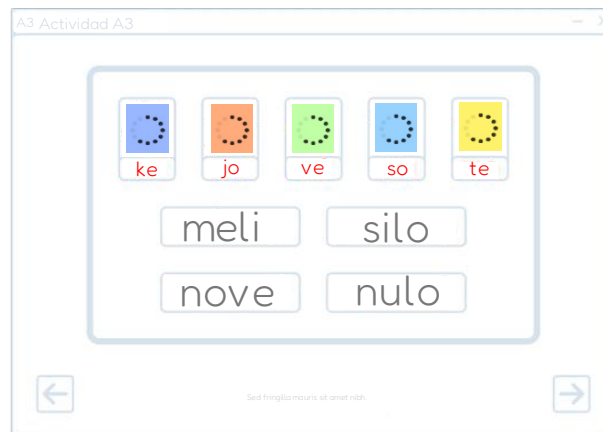 A3 Actividad A3
ke jo ve so te
meli silo
nove nulo
Sed fringilla mauris sit amet nibh.